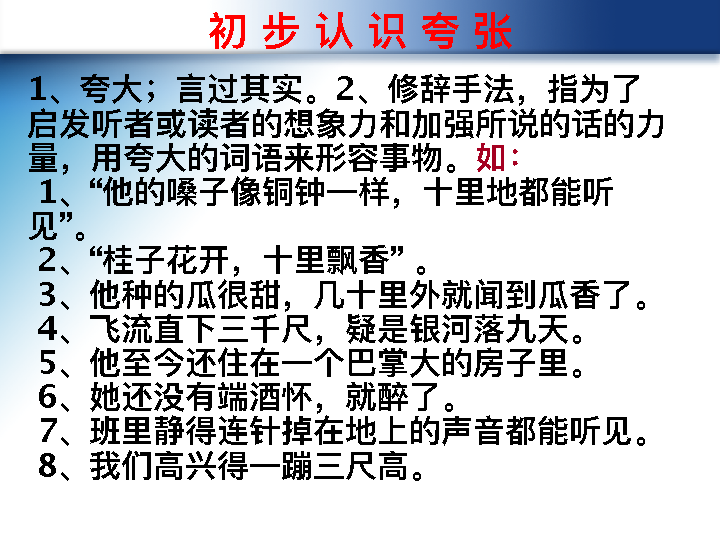 初步认识夸张
1、夸大；言过其实。2、修辞手法，指为了
启发听者或读者的想象力和加强所说的话的力
量，用夸大的词语来形容事物。如：
1、“他的嗓子像铜钟一样，十里地都能听
见”。
2、“桂子花开，十里飘香” 。
3、他种的瓜很甜，几十里外就闻到瓜香了。
4、飞流直下三千尺，疑是银河落九天。
5、他至今还住在一个巴掌大的房子里。
6、她还没有端酒怀，就醉了。
7、班里静得连针掉在地上的声音都能听见。
8、我们高兴得一蹦三尺高。